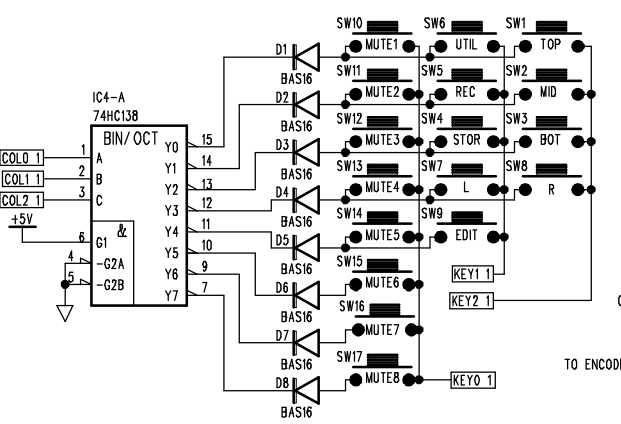 SW10 SW6 SW1
D1 MUTE1 UTIL TOP
BAS16 SW11 SW5 SW2
D2 MUTE2 REC MID
BAS16 SW12 SW4 SW3
D3 MUTE3 STOR BOT
BAS16 SW13 SW7 SW8
D4 MUTE4 L R
BAS16 SW14 SW9
D5 MUTE5 EDIT
BAS16 SW15
D6 MUTE6
BAS16 SW16
D7 MUTE7
BAS16 SW17
D8 MUTE8
BAS16
KEY1 1
KEY2 1
KEY0 1
IC4-A
74HC138
BIN/OCT
COL0 1 1 A
COL1 1 2 B
COL2 1 3 C
+5V
&
6 G1
4 -G2A
5 -G2B
Y0 15
Y1 14
Y2 13
Y3 12
Y4 11
Y5 10
Y6 9
Y7 7
TO ENCOD